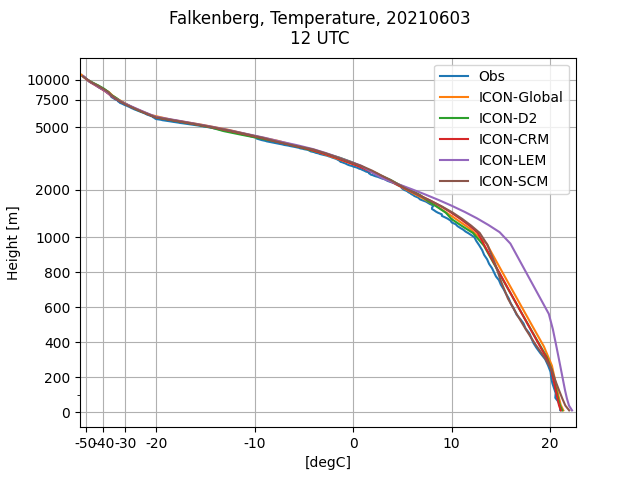 Falkenberg, Temperature, 20210603
12 UTC
10000
7500
5000
2000
1000
800
600
400
200
0
Height [m]
Obs
ICON-Global
ICON-D2
ICON-CRM
ICON-LEM
ICON-SCM
-50 -40 -30 -20 -10 0 10 20
[degC]